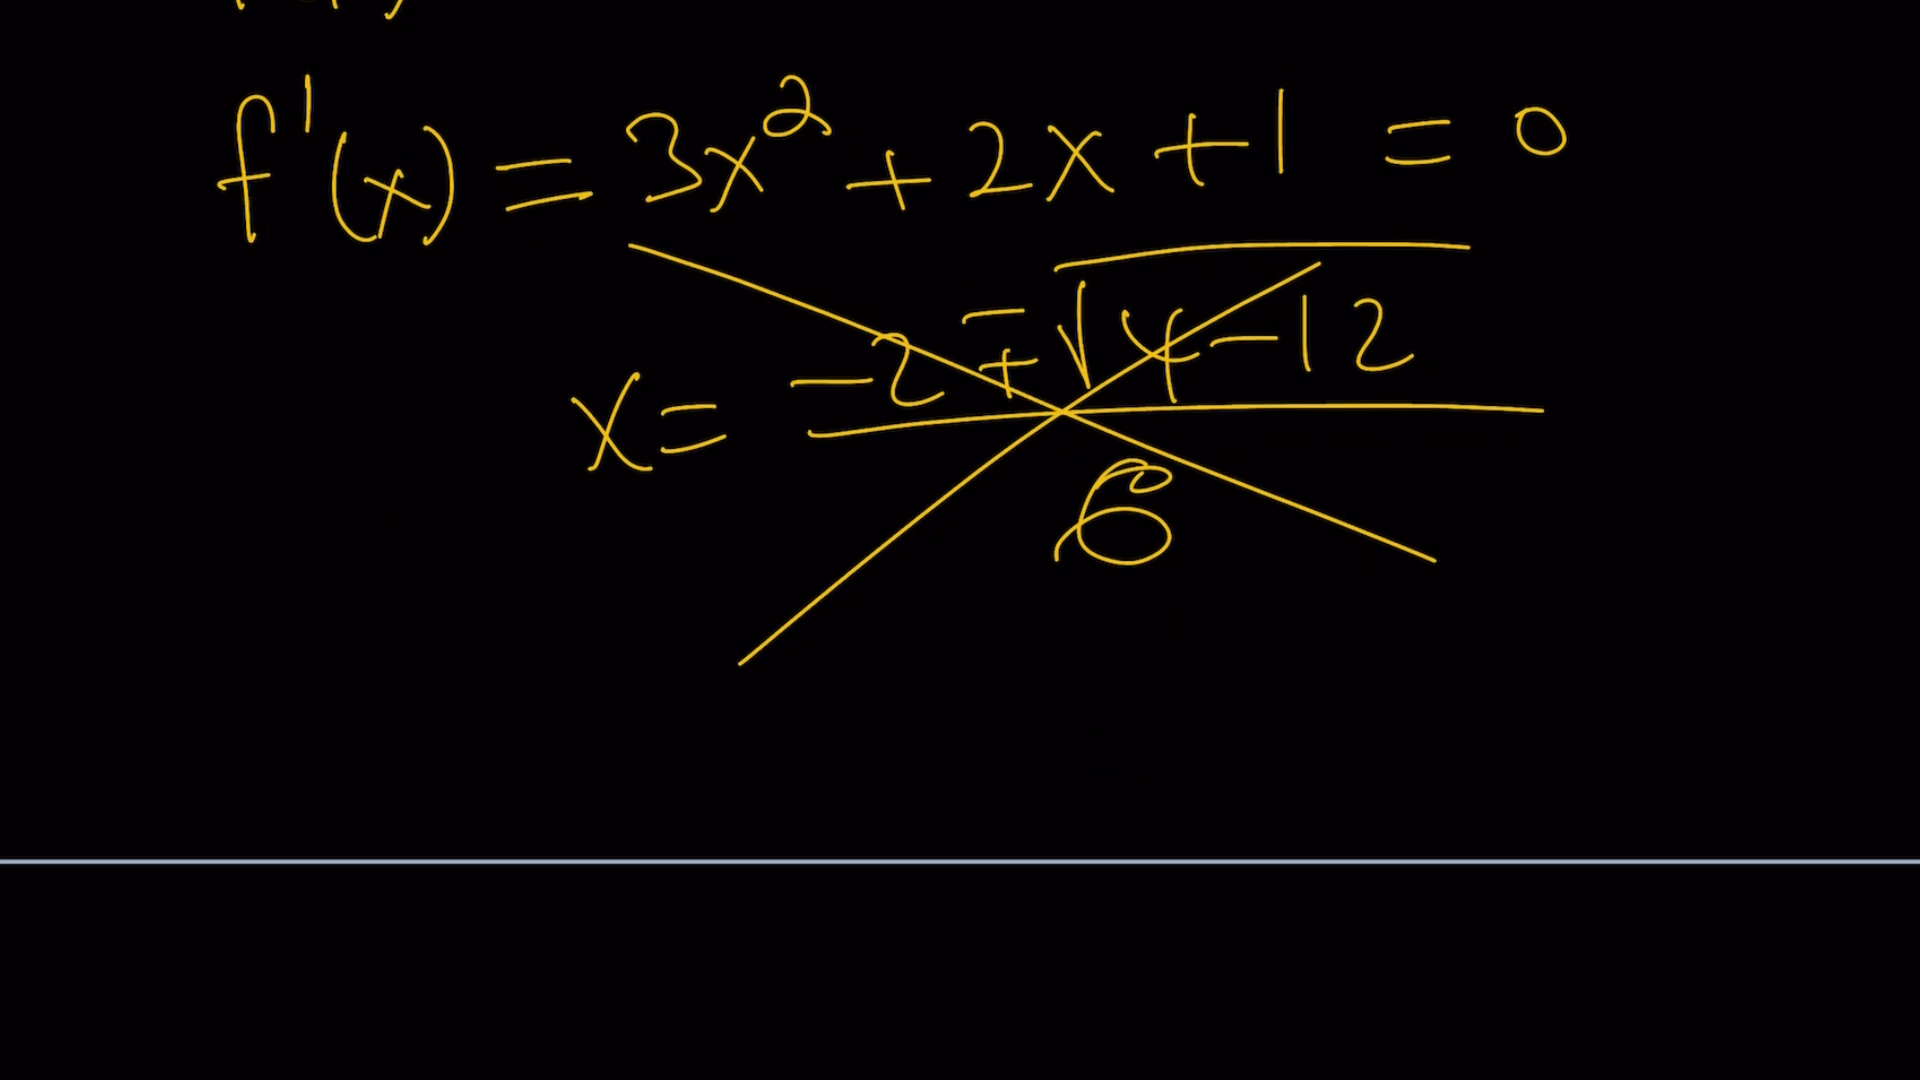 f'(x) = 3x² + 2x + 1 = 0
x = (-2 ∓ √(4 - 12)) / 6